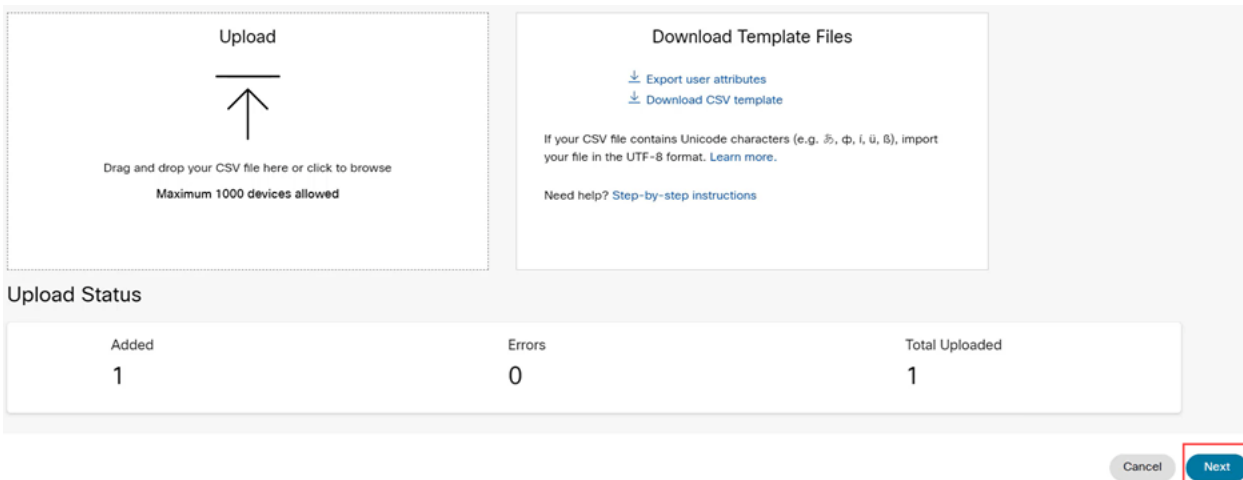 Upload
Drag and drop your CSV file here or click to browse
Maximum 1000 devices allowed
Download Template Files
Export user attributes
Download CSV template
If your CSV file contains Unicode characters (e.g. あ, ф, í, ü, ß), import
your file in the UTF-8 format. Learn more.
Need help? Step-by-step instructions
Upload Status
Added
Errors
Total Uploaded
1
0
1
Cancel
Next